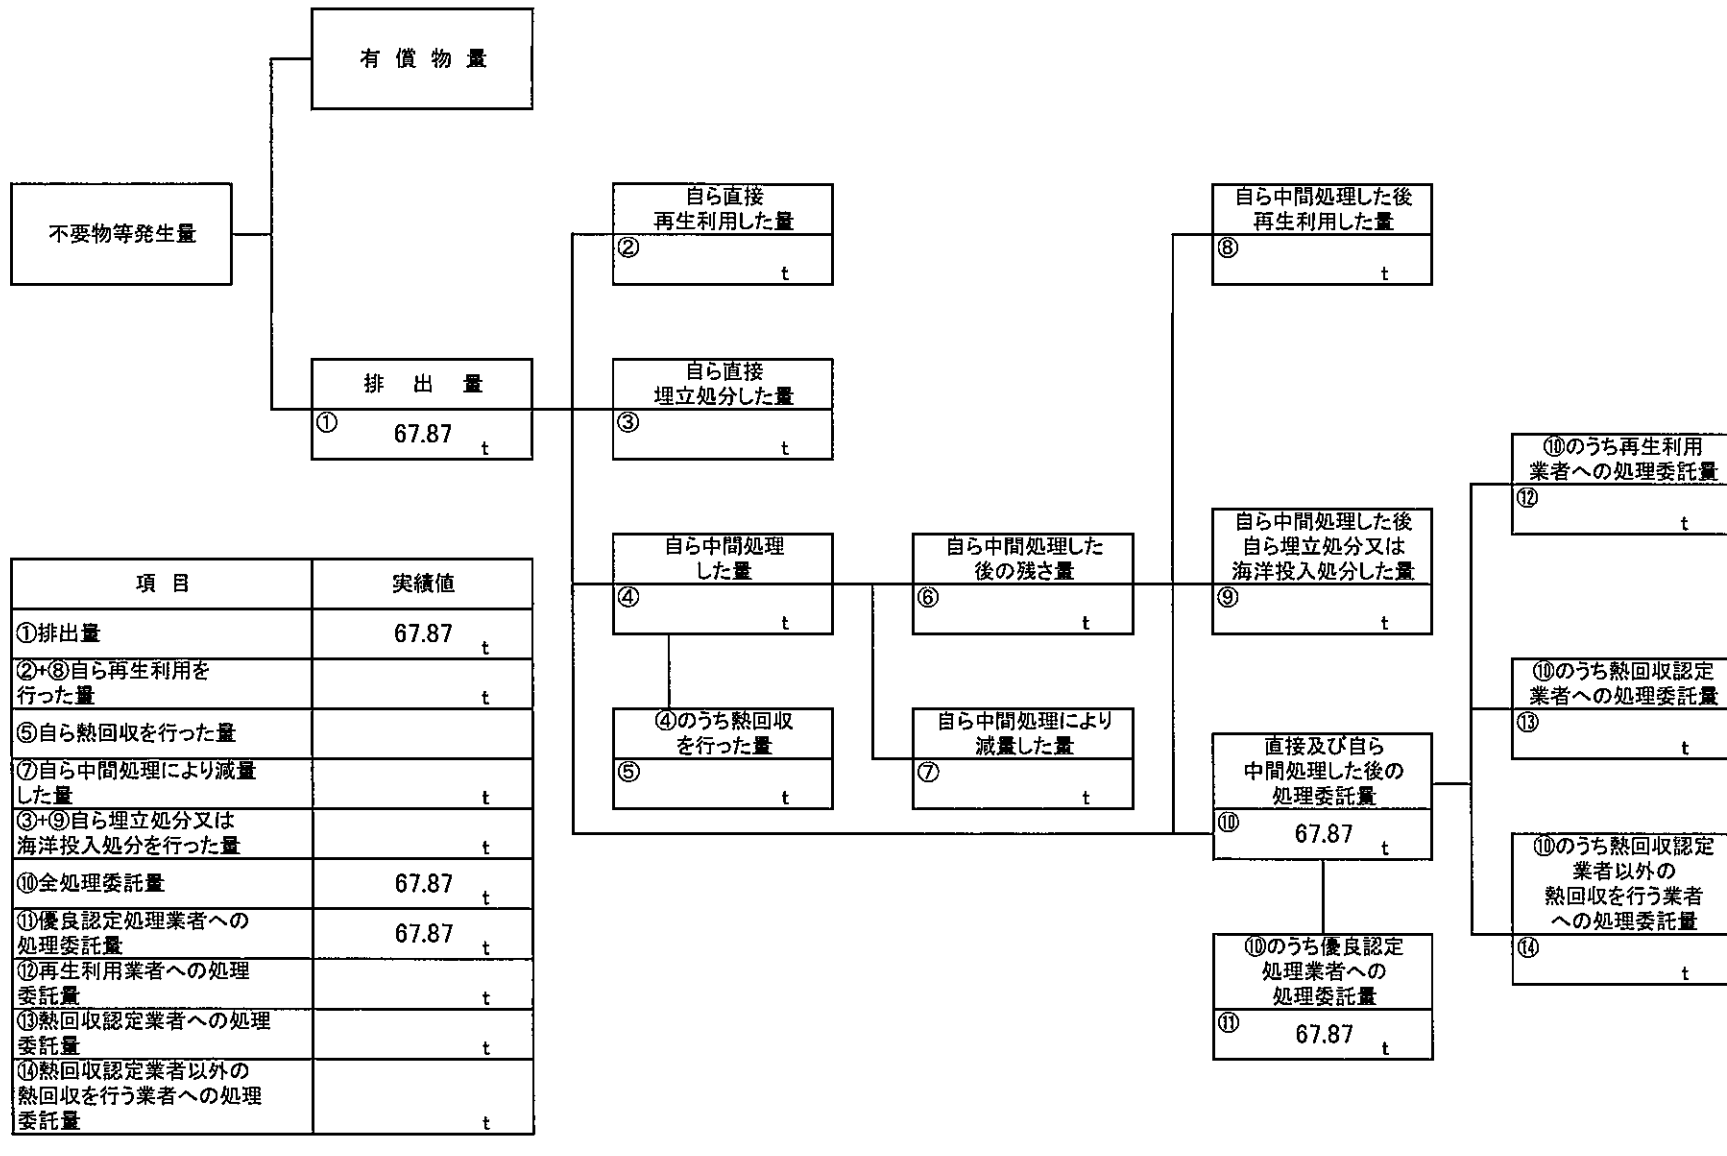 有 償 物 量
不要物等発生量
自ら直接
再生利用した量
②
t
自ら中間処理した後
再生利用した量
⑧
t
排 出 量
① 67.87 t
自ら直接
埋立処分した量
③
t
⑩のうち再生利用
業者への処理委託量
⑫
t
自ら中間処理
した量
④
t
自ら中間処理した
後の残さ量
⑥
t
自ら中間処理した後
自ら埋立処分又は
海洋投入処分した量
⑨
t
④のうち熱回収
を行った量
⑤
t
自ら中間処理により
減量した量
⑦
t
直接及び自ら
中間処理した後の
処理委託量
⑩ 67.87 t
⑩のうち熱回収認定
業者への処理委託量
⑬
t
⑩のうち優良認定
処理業者への
処理委託量
⑪ 67.87 t
⑩のうち熱回収認定
業者以外の
熱回収を行う業者
への処理委託量
⑭
t
項 目 実績値
①排出量 67.87 t
②+⑧自ら再生利用を
行った量 t
⑤自ら熱回収を行った量
⑦自ら中間処理により減量
した量 t
③+⑨自ら埋立処分又は
海洋投入処分を行った量 t
⑩全処理委託量 67.87 t
⑪優良認定処理業者への
処理委託量 67.87 t
⑫再生利用業者への処理
委託量 t
⑬熱回収認定業者への処理
委託量 t
⑭熱回収認定業者以外の
熱回収を行う業者への処理
委託量 t